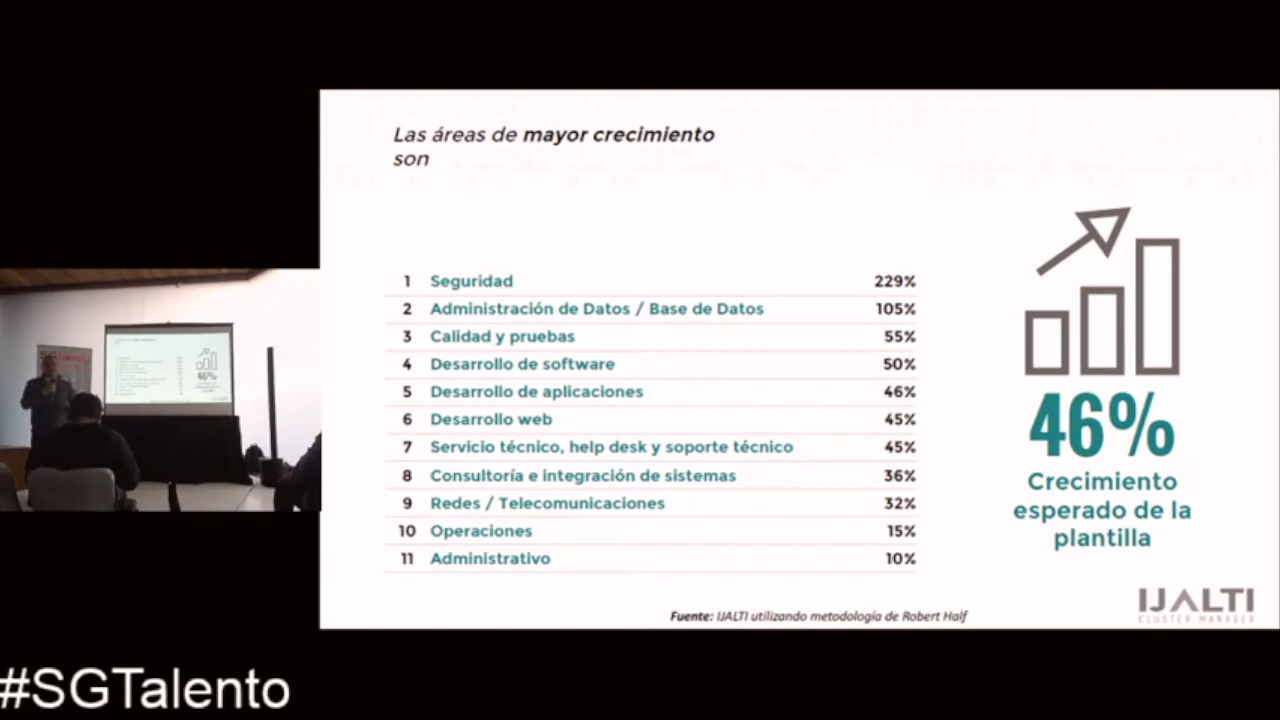 Las áreas de mayor crecimiento
son
1 Seguridad 229%
2 Administración de Datos / Base de Datos 105%
3 Calidad y pruebas 55%
4 Desarrollo de software 50%
5 Desarrollo de aplicaciones 46%
6 Desarrollo web 45%
7 Servicio técnico, help desk y soporte técnico 45%
8 Consultoría e integración de sistemas 36%
9 Redes / Telecomunicaciones 32%
10 Operaciones 15%
11 Administrativo 10%
46%
Crecimiento
esperado de la
plantilla
Fuente: IJALTI utilizando metodología de Robert Half
IJALTI
CLUSTER MANAGER
#SGTalento